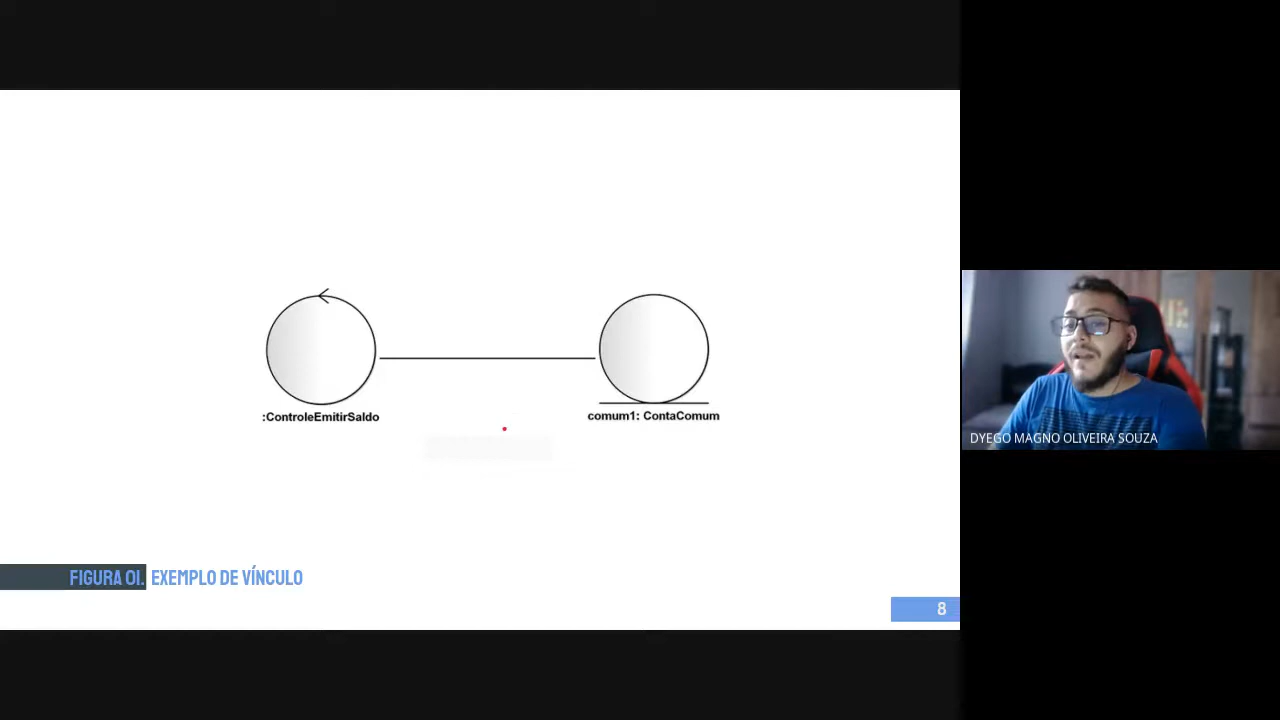 :ControleEmitirSaldo
comum1: ContaComum
FIGURA 01. EXEMPLO DE VÍNCULO
8
DYEGO MAGNO OLIVEIRA SOUZA